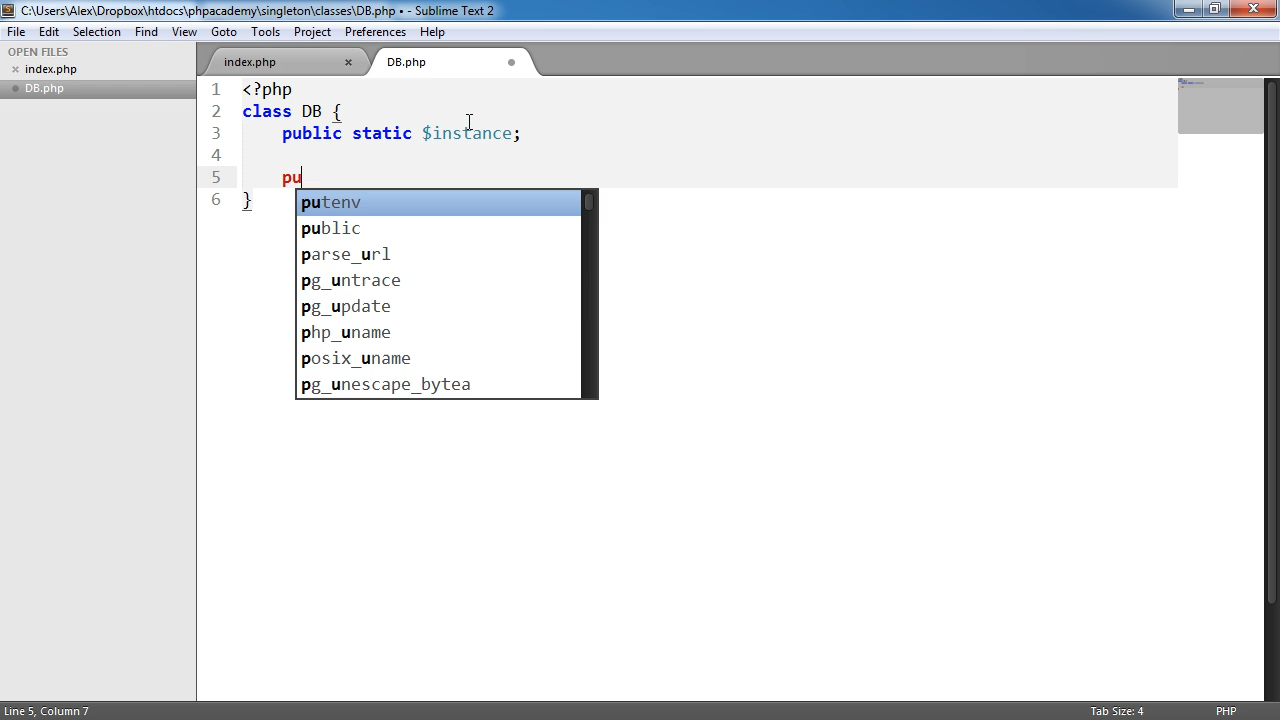 C:\Users\Alex\Dropbox\htdocs\phpacademy\singleton\classes\DB.php • - Sublime Text 2
File Edit Selection Find View Goto Tools Project Preferences Help
OPEN FILES
index.php
DB.php
index.php
DB.php
1 <?php
2 class DB {
3 public static $instance;
4
5 pu
6 }
putenv
public
parse_url
pg_untrace
pg_update
php_uname
posix_uname
pg_unescape_bytea
Line 5, Column 7
Tab Size: 4
PHP